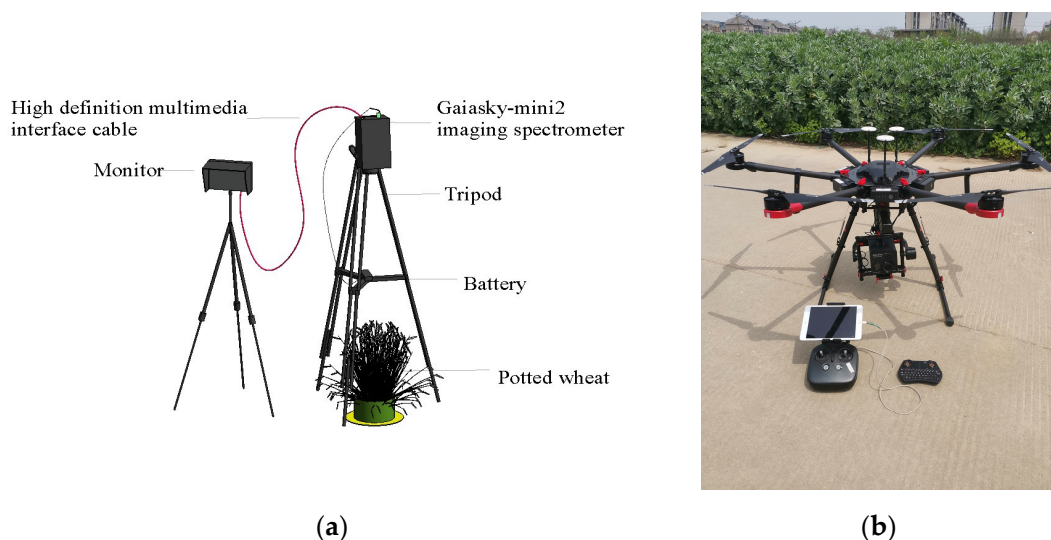 High definition multimedia
interface cable
Gaiasky-mini2
imaging spectrometer
Monitor
Tripod
Battery
Potted wheat
(a)
(b)